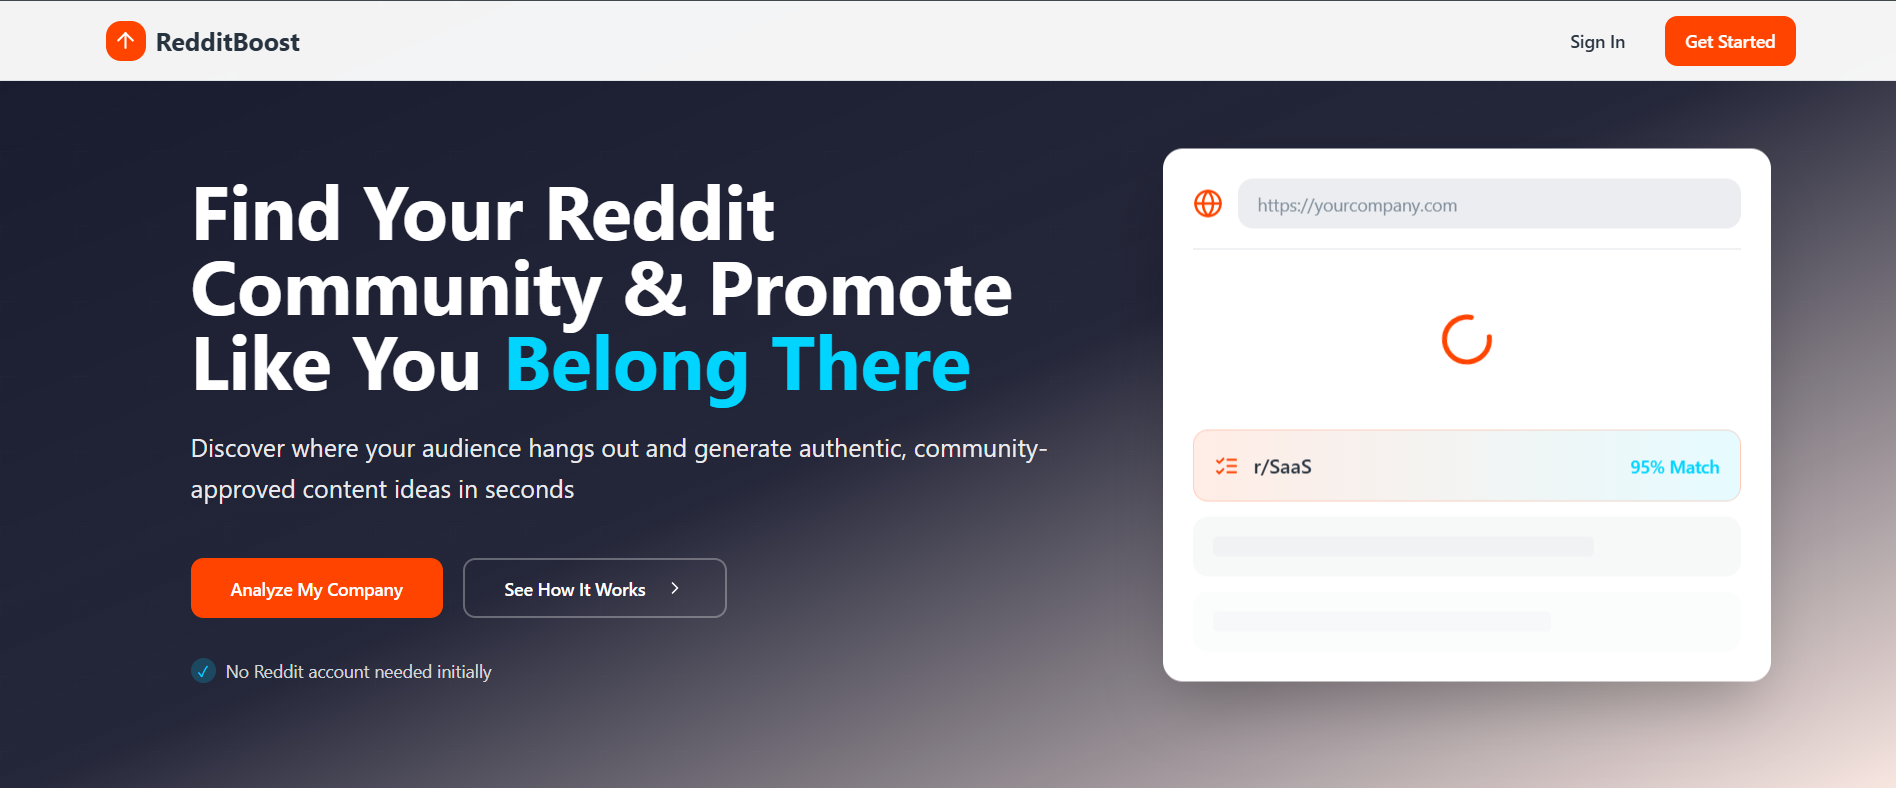 RedditBoost
Sign In
Get Started
Find Your Reddit
Community & Promote
Like You Belong There
Discover where your audience hangs out and generate authentic, community-
approved content ideas in seconds
Analyze My Company
See How It Works
No Reddit account needed initially
https://yourcompany.com
r/SaaS
95% Match